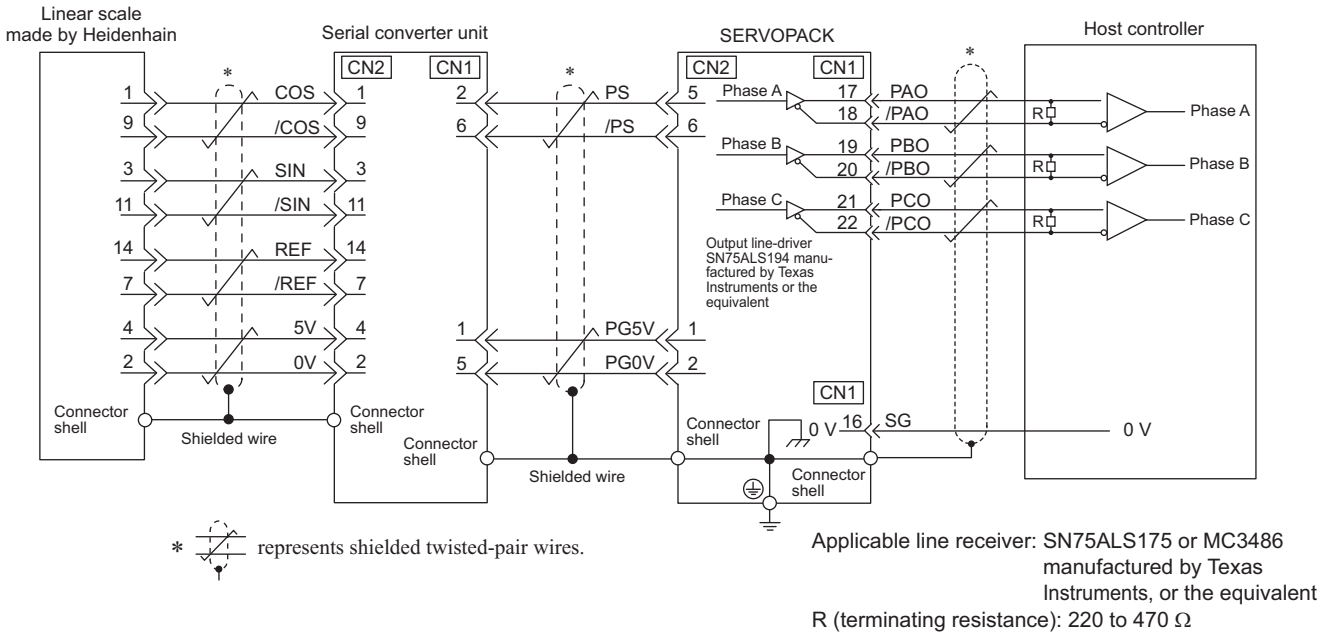 Linear scale
made by Heidenhain
Serial converter unit
SERVOPACK
Host controller
CN2
CN1
CN2
CN1
*
*
*
1 COS 1
9 /COS 9
3 SIN 3
11 /SIN 11
14 REF 14
7 /REF 7
4 5V 4
2 0V 2
2 PS 5
6 /PS 6
1 PG5V 1
5 PG0V 2
Phase A 17 PAO
18 /PAO
R
Phase A
Phase B 19 PBO
20 /PBO
R
Phase B
Phase C 21 PCO
22 /PCO
R
Phase C
Output line-driver
SN75ALS194 manu-
factured by Texas
Instruments or the
equivalent
CN1
0 V 16 SG 0 V
Connector
shell
Shielded wire
Connector
shell
Connector
shell
Shielded wire
Connector
shell
Connector
shell
* represents shielded twisted-pair wires.
Applicable line receiver: SN75ALS175 or MC3486
manufactured by Texas
Instruments, or the equivalent
R (terminating resistance): 220 to 470 Ω